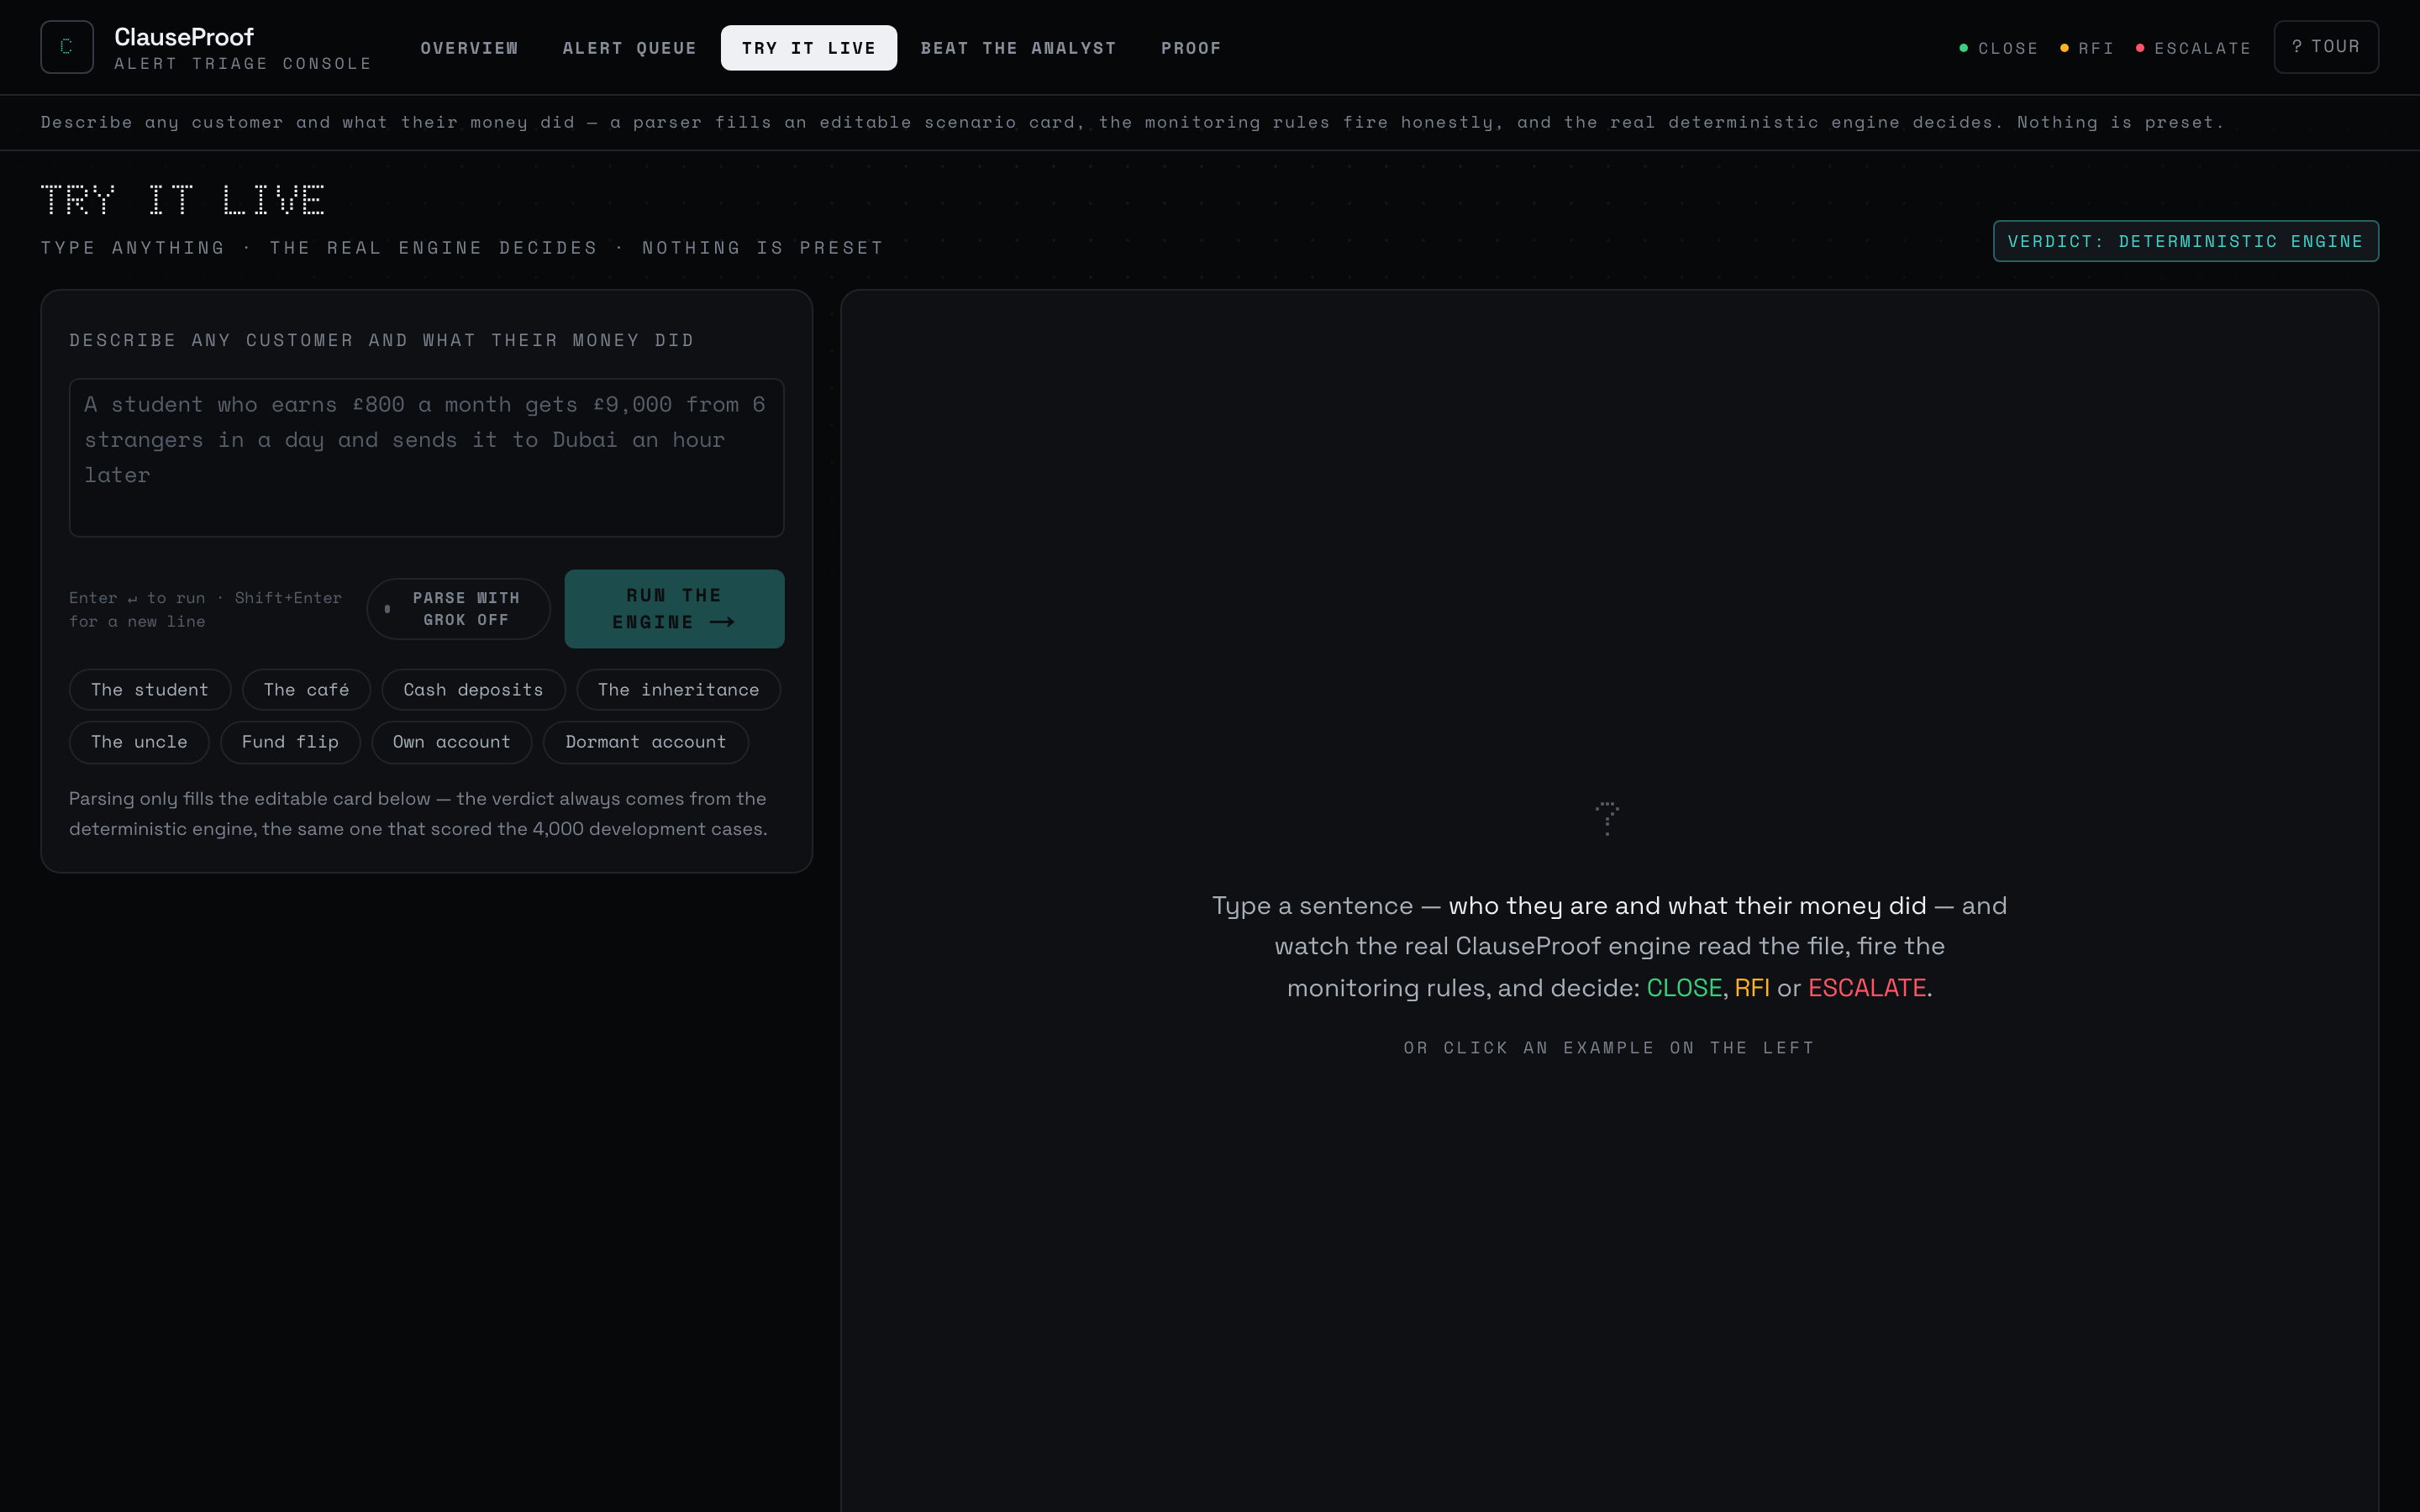 C
ClauseProof
ALERT TRIAGE CONSOLE
OVERVIEW
ALERT QUEUE
TRY IT LIVE
BEAT THE ANALYST
PROOF
CLOSE
RFI
ESCALATE
? TOUR
Describe any customer and what their money did — a parser fills an editable scenario card, the monitoring rules fire honestly, and the real deterministic engine decides. Nothing is preset.
TRY IT LIVE
TYPE ANYTHING · THE REAL ENGINE DECIDES · NOTHING IS PRESET
VERDICT: DETERMINISTIC ENGINE
DESCRIBE ANY CUSTOMER AND WHAT THEIR MONEY DID
A student who earns £800 a month gets £9,000 from 6
strangers in a day and sends it to Dubai an hour
later
Enter ↵ to run · Shift+Enter
for a new line
PARSE WITH
GROK OFF
RUN THE
ENGINE →
The student
The café
Cash deposits
The inheritance
The uncle
Fund flip
Own account
Dormant account
Parsing only fills the editable card below — the verdict always comes from the
deterministic engine, the same one that scored the 4,000 development cases.
?
Type a sentence — who they are and what their money did — and
watch the real ClauseProof engine read the file, fire the
monitoring rules, and decide: CLOSE, RFI or ESCALATE.
OR CLICK AN EXAMPLE ON THE LEFT